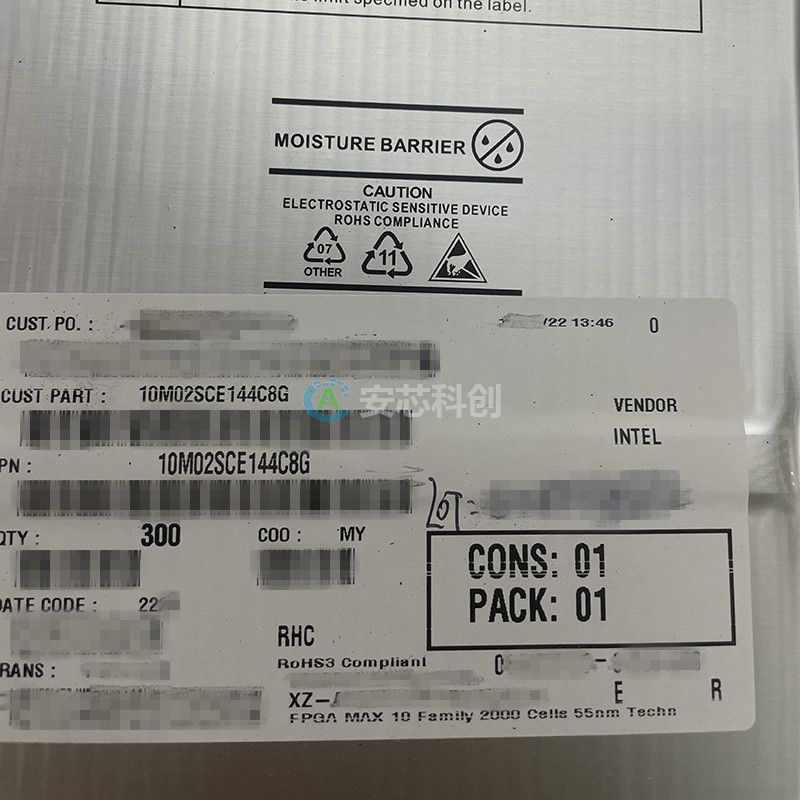 he limit specified on the label.
MOISTURE BARRIER
CAUTION
ELECTROSTATIC SENSITIVE DEVICE
ROHS COMPLIANCE
07
OTHER
11
CUST. PO. :
/22 13:46 0
CUST PART : 10M02SCE144C8G
A 安芯科创
VENDOR
INTEL
PN : 10M02SCE144C8G
LOT:
QTY : 300 COO : MY
CONS: 01
PACK: 01
DATE CODE : 22
RHC
RoHS3 Compliant
RANS :
XZ-
E R
FPGA MAX 10 Family 2000 Cells 55nm Techn